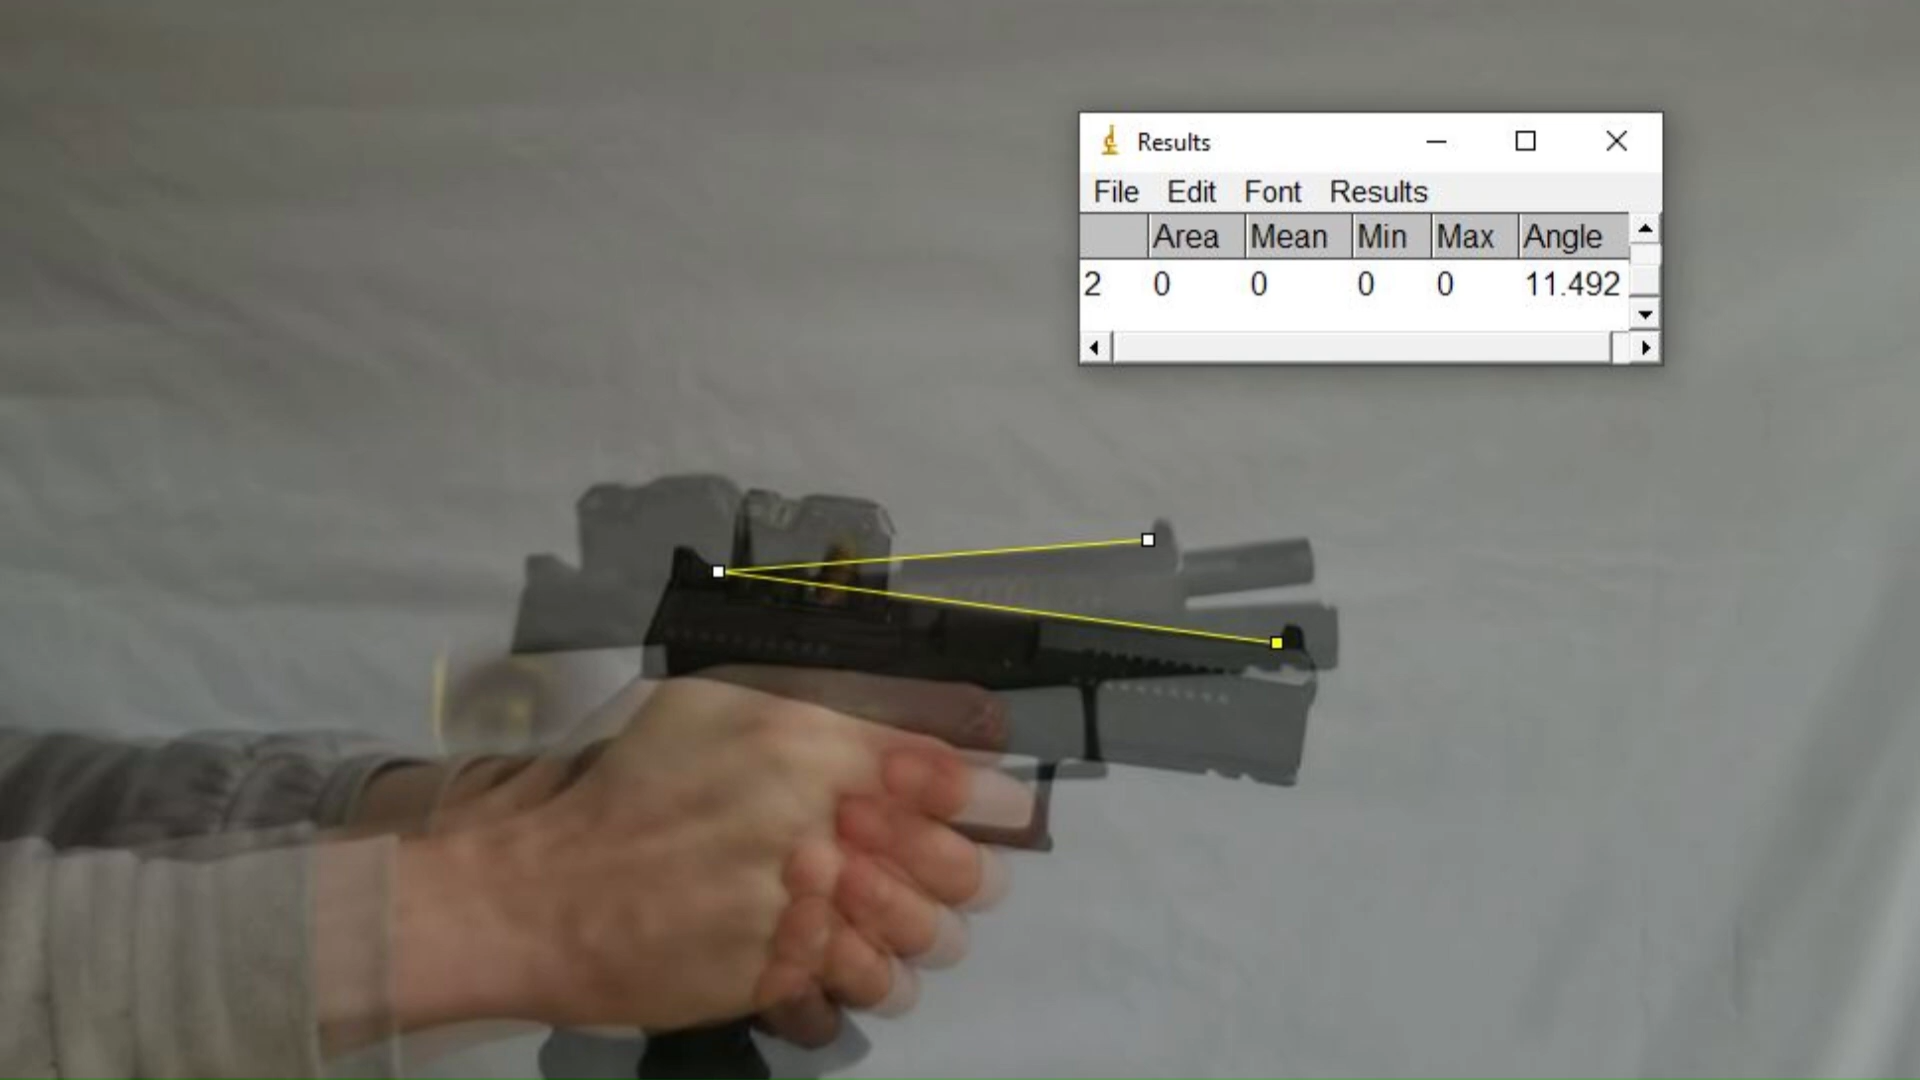 Results
File Edit Font Results
Area Mean Min Max Angle
2 0 0 0 0 11.492